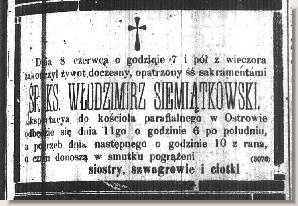 Dnia 8 czerwca o godzinie 7 i pół z wieczora
zakończył żywot doczesny, opatrzony śś sakramentami
ŚP. KS. WŁODZIMIRZ SIEMIĄTKOWSKI.
Eksportacya do kościoła parafialnego w Ostrowie
odbędzie się dnia 11go o godzinie 6 po południu,
a pogrzeb dnia następnego o godzinie 10 z rana,
o czem donoszą w smutku pogrążeni
siostry, szwagrowie i ciotki